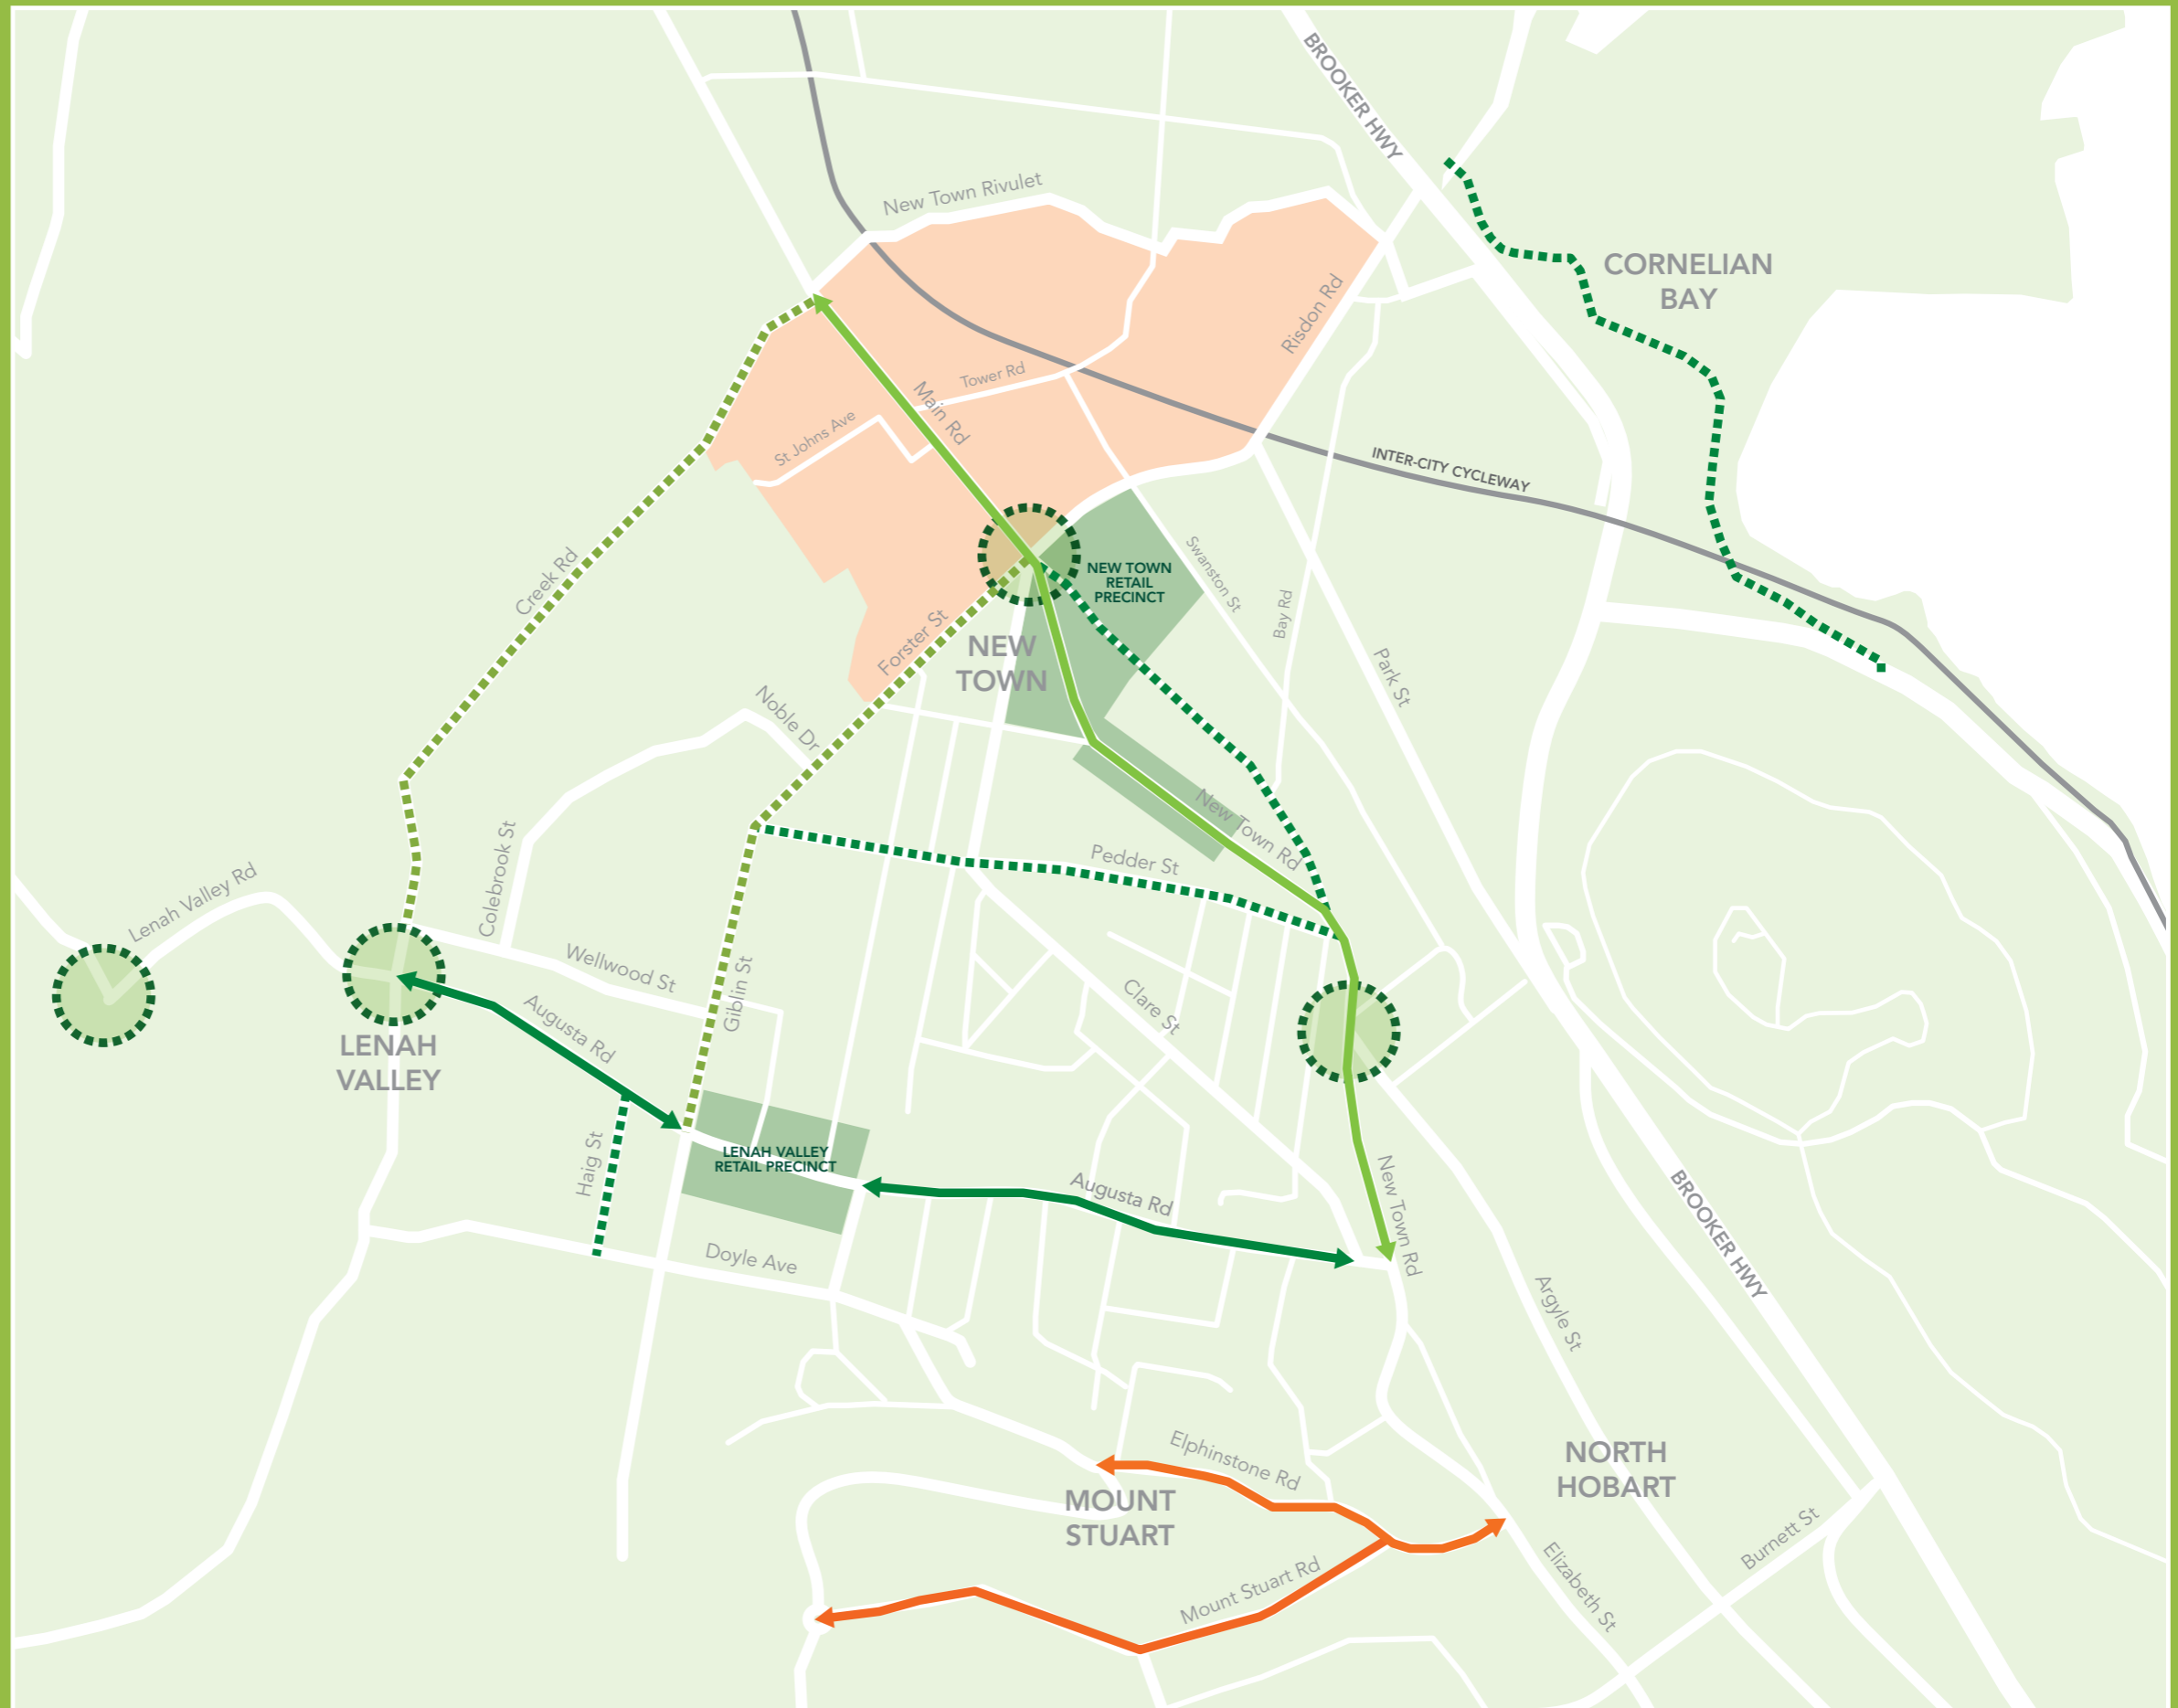 BROOKER HWY
New Town Rivulet
CORNELIAN
BAY
Risdon Rd
Tower Rd
Main Rd
St Johns Ave
INTER-CITY CYCLEWAY
Creek Rd
Swanston St
NEW TOWN
RETAIL
PRECINCT
Bay Rd
Forster St
NEW
TOWN
Park St
Noble Dr
New Town Rd
Colebrook St
Pedder St
Lenah Valley Rd
Wellwood St
Giblin St
Clare St
Augusta Rd
LENAH
VALLEY
Haig St
LENAH VALLEY
RETAIL PRECINCT
Augusta Rd
New Town Rd
BROOKER HWY
Doyle Ave
Argyle St
Elphinstone Rd
NORTH
HOBART
MOUNT
STUART
Burnett St
Mount Stuart Rd
Elizabeth St